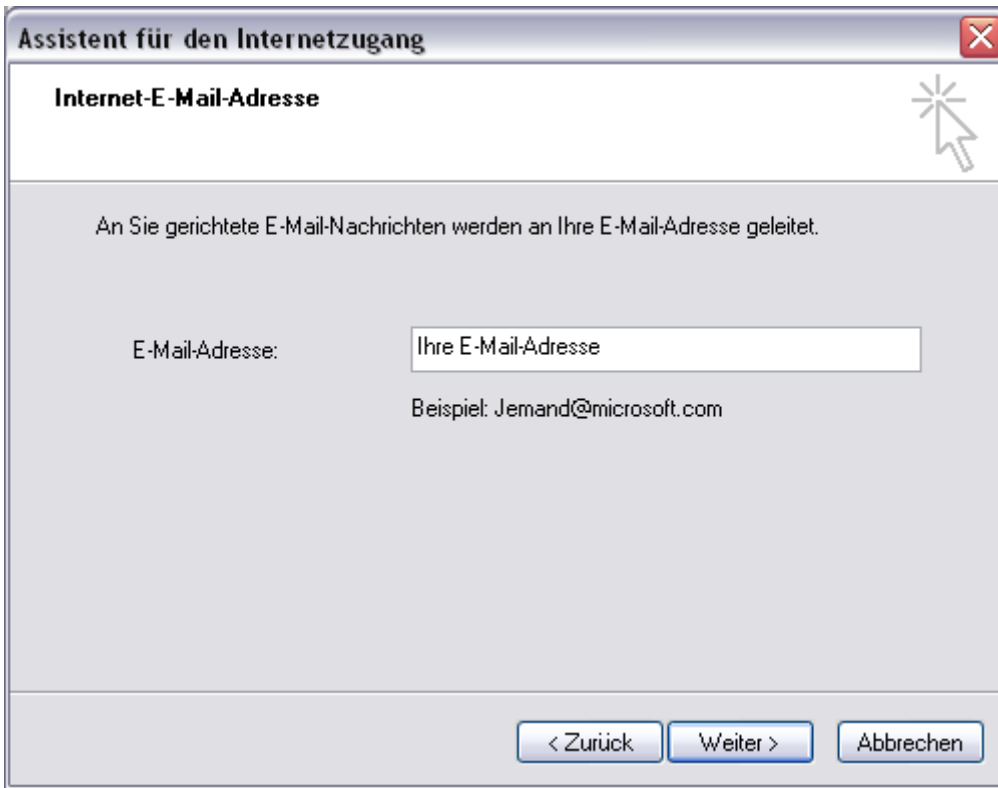 Assistent für den Internetzugang
Internet-E-Mail-Adresse
An Sie gerichtete E-Mail-Nachrichten werden an Ihre E-Mail-Adresse geleitet.
E-Mail-Adresse: Ihre E-Mail-Adresse
Beispiel: Jemand@microsoft.com
< Zurück Weiter > Abbrechen